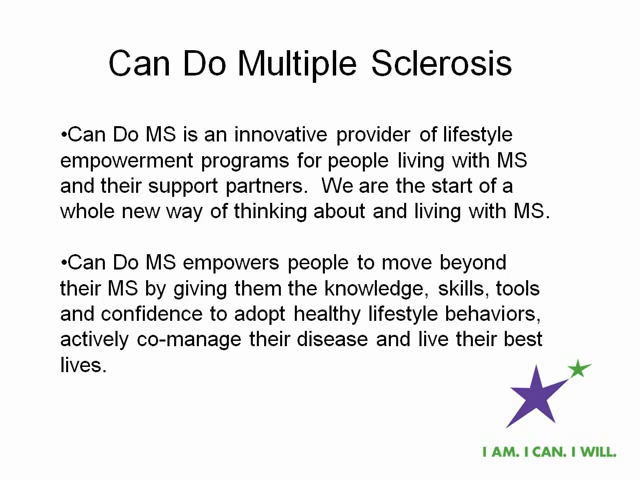 Can Do Multiple Sclerosis
•Can Do MS is an innovative provider of lifestyle
empowerment programs for people living with MS
and their support partners.  We are the start of a
whole new way of thinking about and living with MS.
•Can Do MS empowers people to move beyond
their MS by giving them the knowledge, skills, tools
and confidence to adopt healthy lifestyle behaviors,
actively co-manage their disease and live their best
lives.
I AM. I CAN. I WILL.